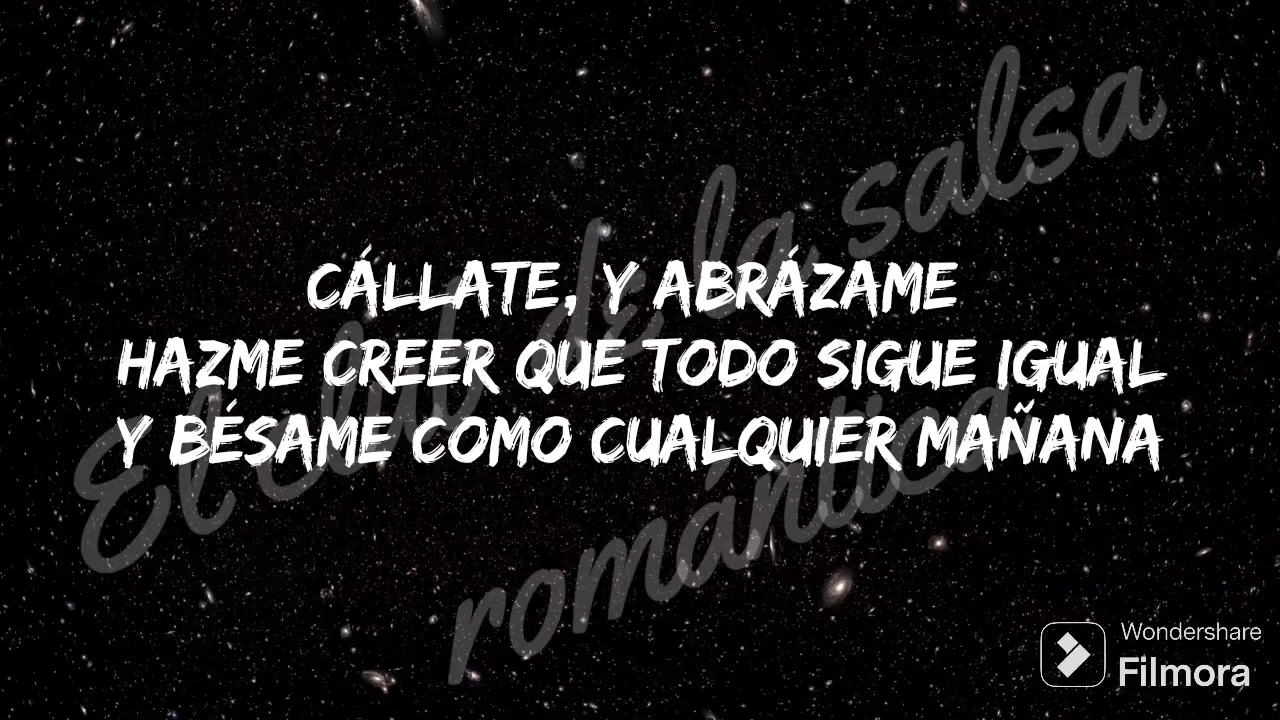 CÁLLATE, Y ABRÁZAME
HAZME CREER QUE TODO SIGUE IGUAL
Y BÉSAME COMO CUALQUIER MAÑANA
El club de la salsa
romántica
Wondershare
Filmora